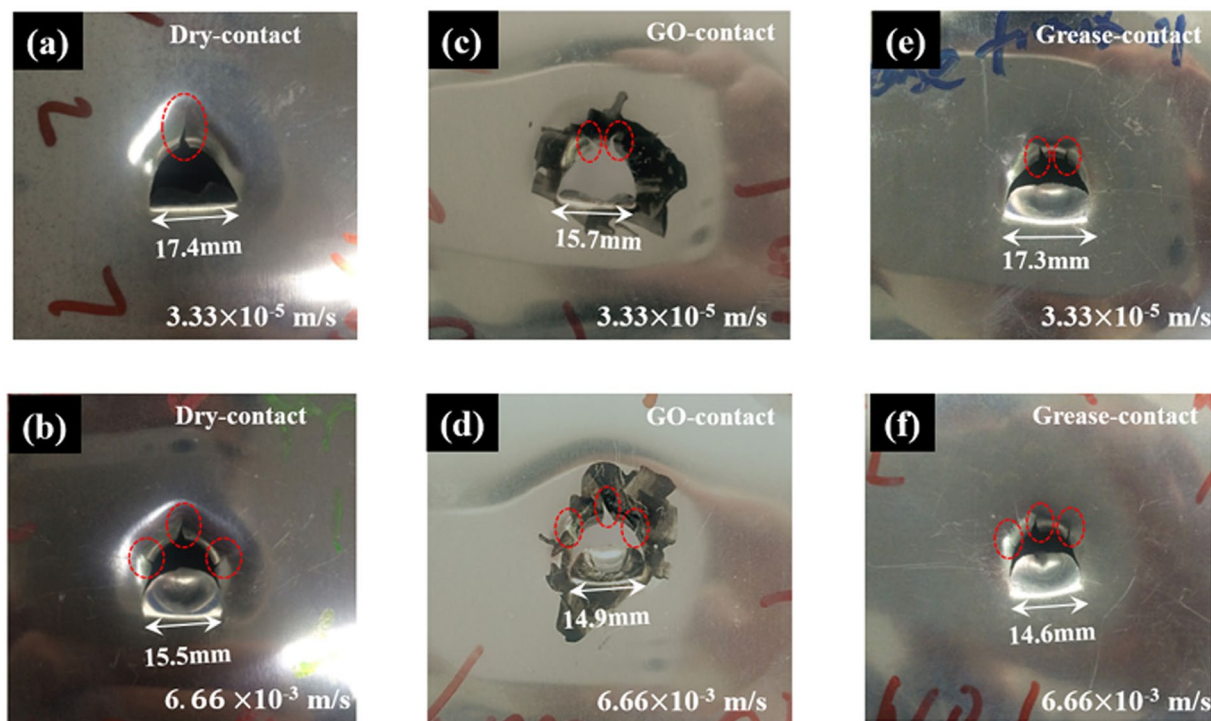 (a)
Dry-contact
17.4mm
3.33×10⁻⁵ m/s
(c)
GO-contact
15.7mm
3.33×10⁻⁵ m/s
(e)
Grease-contact
17.3mm
3.33×10⁻⁵ m/s
(b)
Dry-contact
15.5mm
6.66 ×10⁻³ m/s
(d)
GO-contact
14.9mm
6.66×10⁻³ m/s
(f)
Grease-contact
14.6mm
6.66×10⁻³ m/s